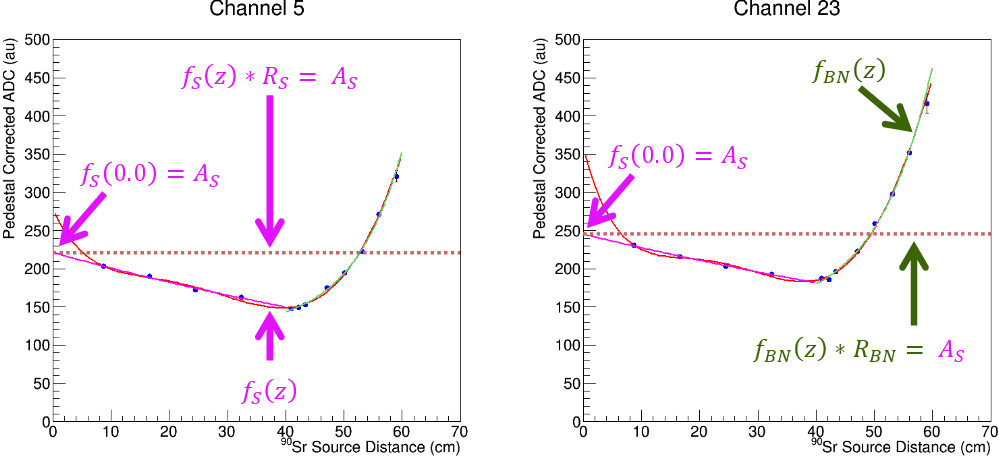 Channel 5
Pedestal Corrected ADC (au)
500
450
400
350
300
250
200
150
100
50
0
f_S(z) ∗ R_S = A_S
f_S(0.0) = A_S
f_S(z)
0 10 20 30 40 50 60 70
⁹⁰Sr Source Distance (cm)
Channel 23
Pedestal Corrected ADC (au)
500
450
400
350
300
250
200
150
100
50
0
f_BN(z)
f_S(0.0) = A_S
f_BN(z) ∗ R_BN = A_S
0 10 20 30 40 50 60 70
⁹⁰Sr Source Distance (cm)